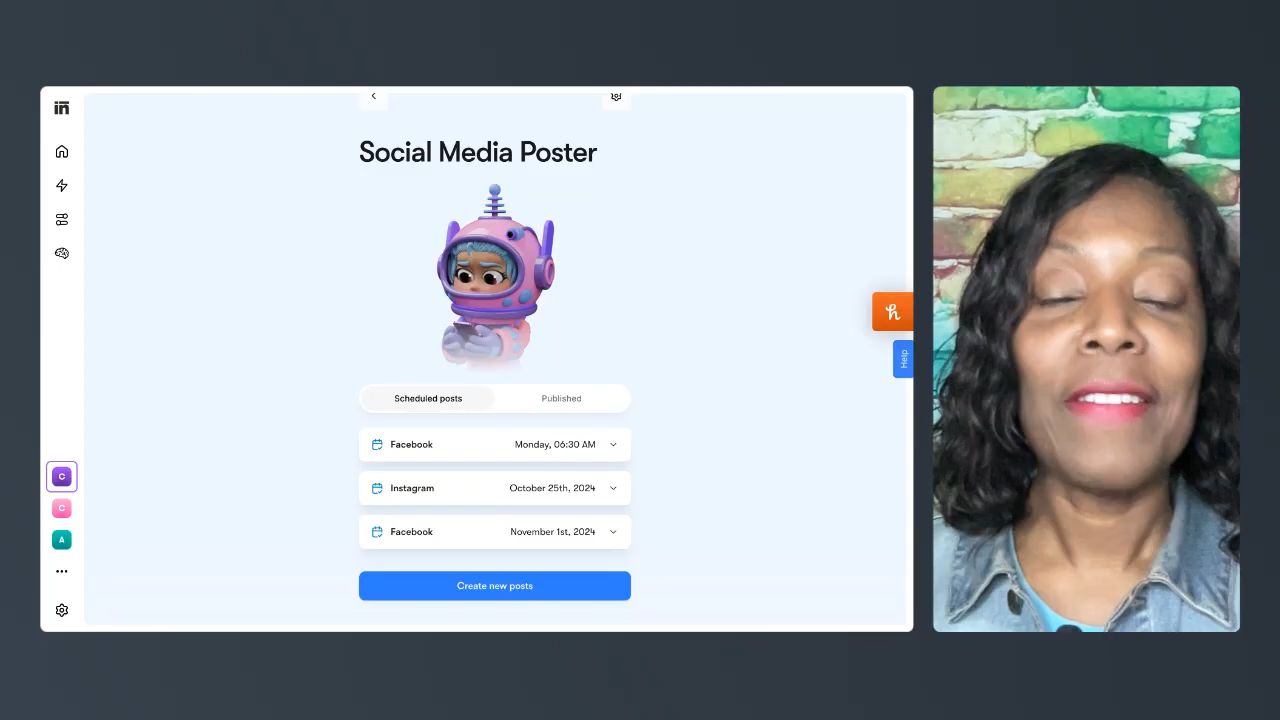 in
Social Media Poster
h
Help
Scheduled posts Published
Facebook Monday, 06:30 AM
Instagram October 25th, 2024
Facebook November 1st, 2024
C
C
A
Create new posts